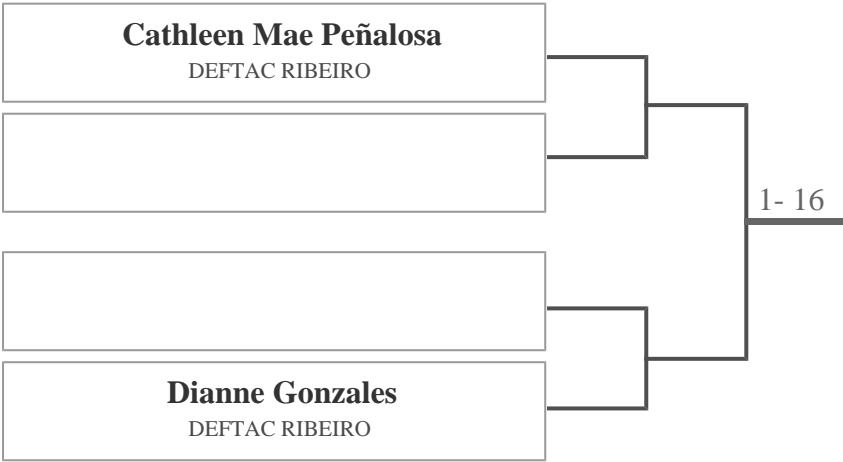 Cathleen Mae Peñalosa
DEFTAC RIBEIRO
1- 16
Dianne Gonzales
DEFTAC RIBEIRO